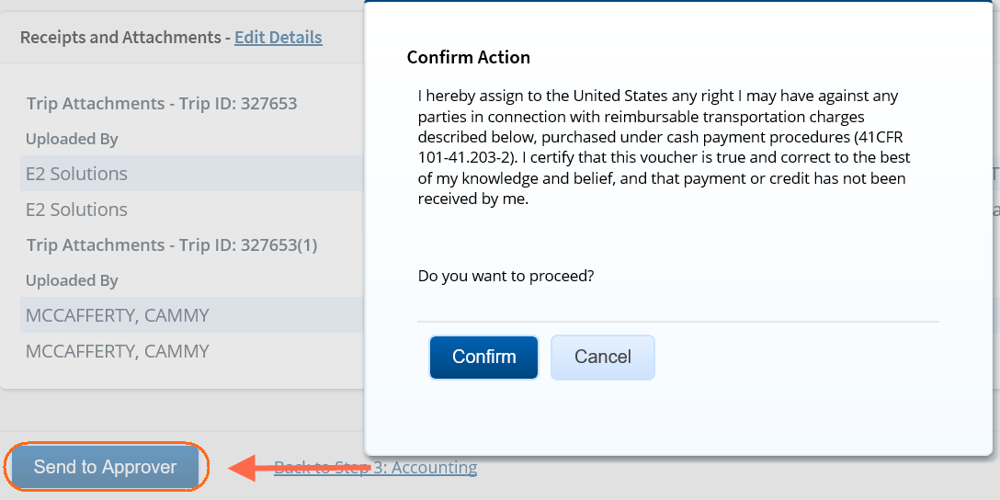 Receipts and Attachments - Edit Details
Trip Attachments - Trip ID: 327653
Uploaded By
E2 Solutions
E2 Solutions
Trip Attachments - Trip ID: 327653(1)
Uploaded By
MCCAFFERTY, CAMMY
MCCAFFERTY, CAMMY
Send to Approver
Back to Step 3: Accounting
Confirm Action
I hereby assign to the United States any right I may have against any
parties in connection with reimbursable transportation charges
described below, purchased under cash payment procedures (41CFR
101-41.203-2). I certify that this voucher is true and correct to the best
of my knowledge and belief, and that payment or credit has not been
received by me.
Do you want to proceed?
Confirm
Cancel